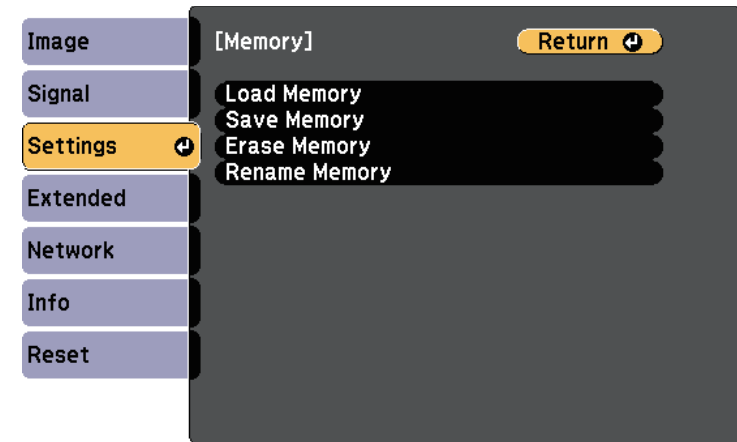 Image
Signal
Settings
Extended
Network
Info
Reset
[Memory]
Return
Load Memory
Save Memory
Erase Memory
Rename Memory